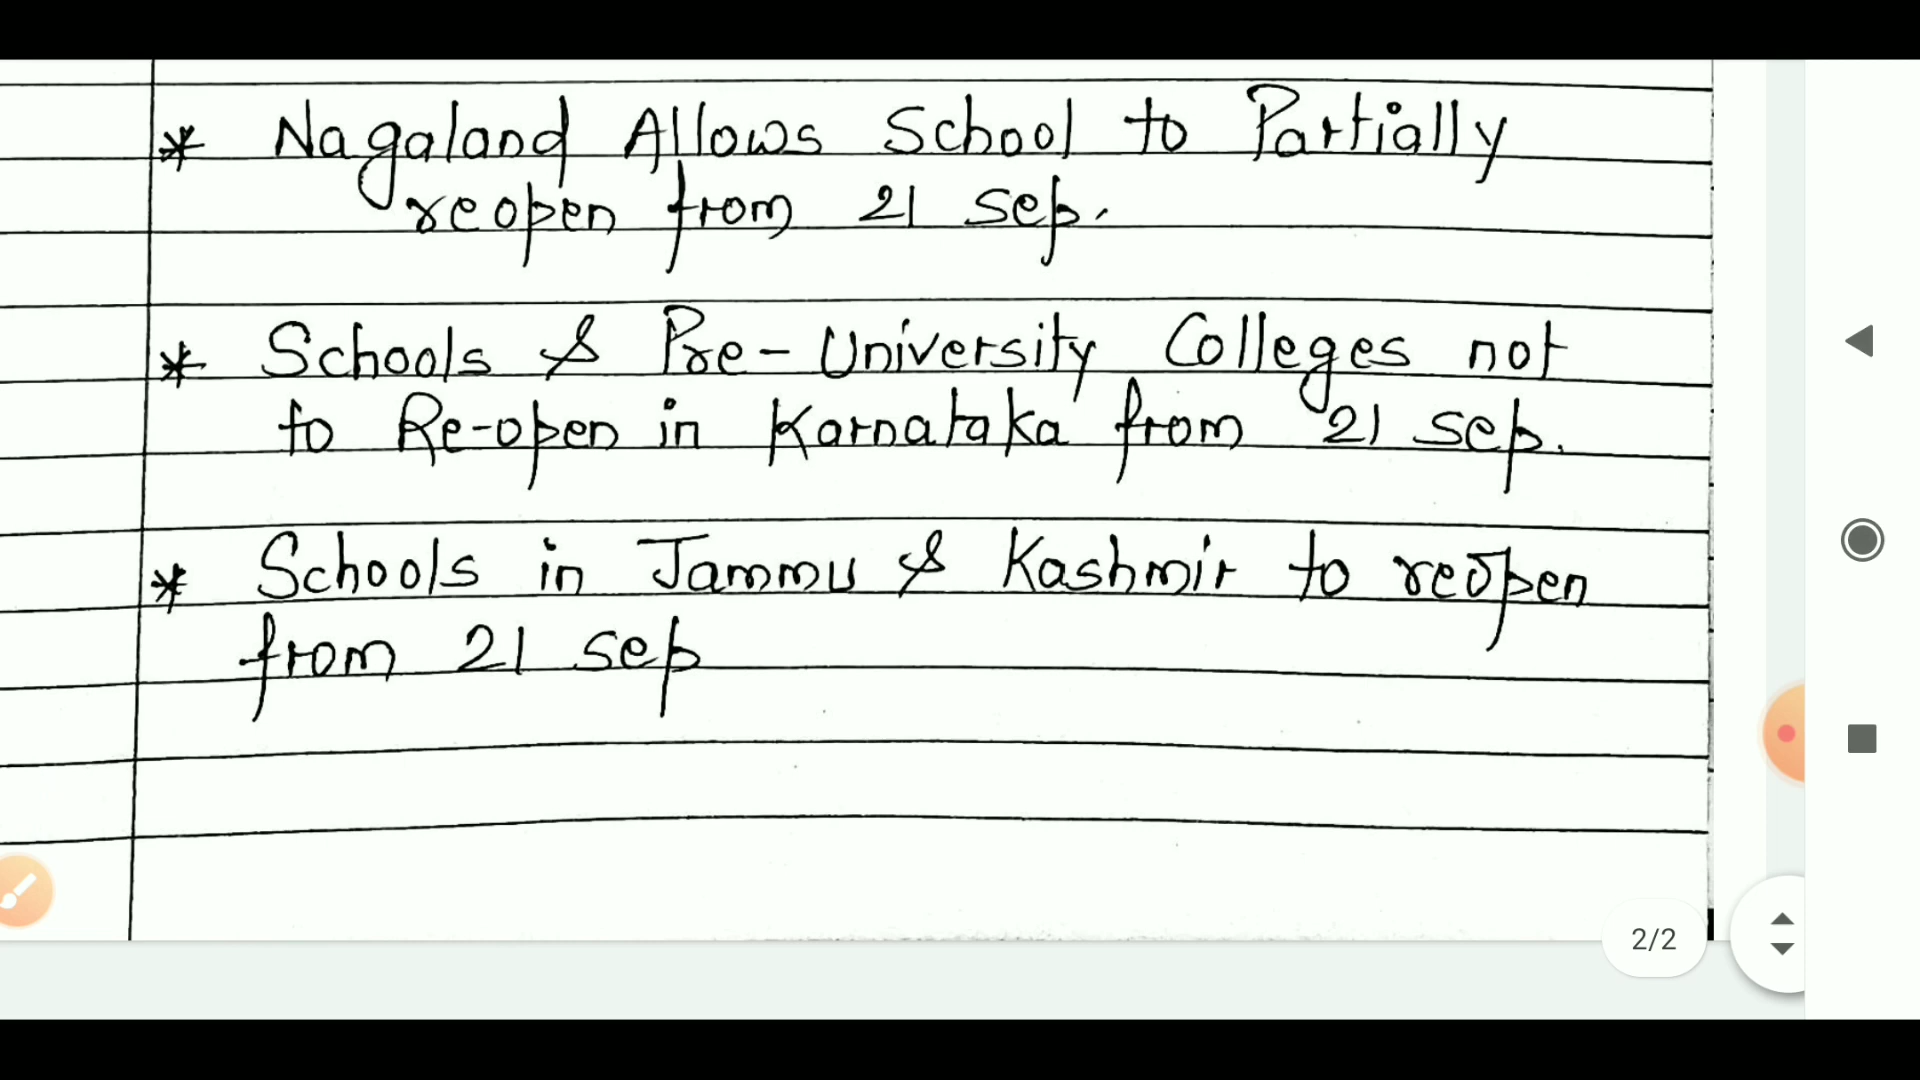 * Nagaland Allows School to Partially
reopen from 21 sep.
* Schools & Pre-University Colleges not
to Re-open in Karnataka from 21 sep.
* Schools in Jammu & Kashmir to reopen
from 21 sep
2/2